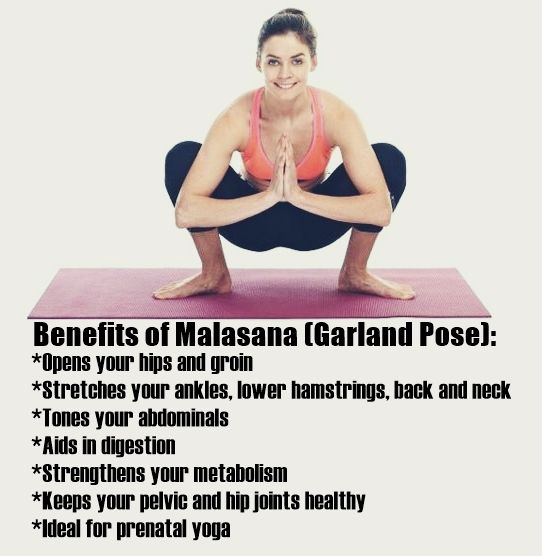 Benefits of Malasana (Garland Pose):
*Opens your hips and groin
*Stretches your ankles, lower hamstrings, back and neck
*Tones your abdominals
*Aids in digestion
*Strengthens your metabolism
*Keeps your pelvic and hip joints healthy
*Ideal for prenatal yoga